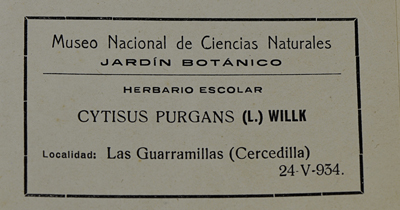 Museo Nacional de Ciencias Naturales
JARDÍN BOTÁNICO
HERBARIO ESCOLAR
CYTISUS PURGANS (L.) WILLK
Localidad: Las Guarramillas (Cercedilla)
24-V-934.